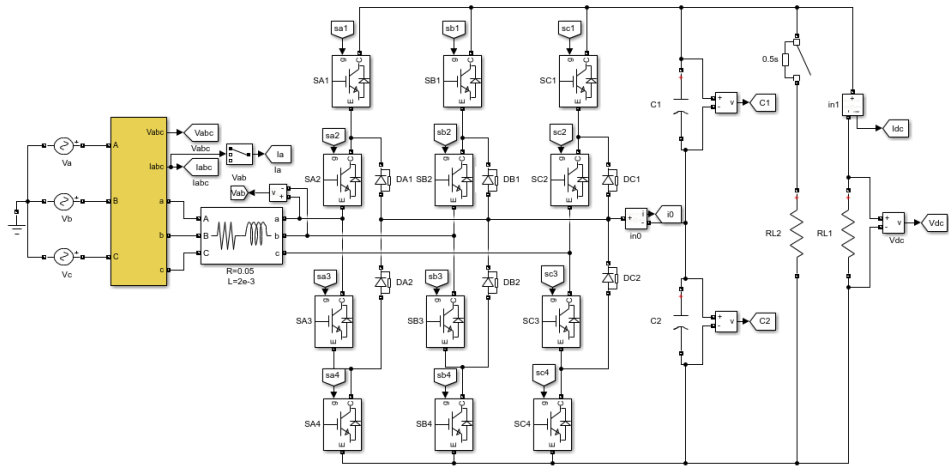 sa1
sb1
sc1
g C
g C
g C
SA1
SB1
SC1
E
E
E
0.5s
C1
+
-
v
C1
in1
+
-
i
Idc
Vabc
Vabc
Vabc
Iabc
Iabc
Iabc
Ia
Ia
Va
Vb
Vc
A
B
C
a
b
c
Vab
Vab
A
B
C
a
b
c
R=0.05
L=2e-3
sa2
sb2
sc2
g C
g C
g C
SA2
SB2
SC2
E
E
E
DA1
DB1
DC1
+
-
i
i0
in0
RL2
RL1
+
-
v
Vdc
Vdc
DA2
DB2
DC2
sa3
sb3
sc3
g C
g C
g C
SA3
SB3
SC3
E
E
E
C2
+
-
v
C2
sa4
sb4
sc4
g C
g C
g C
SA4
SB4
SC4
E
E
E